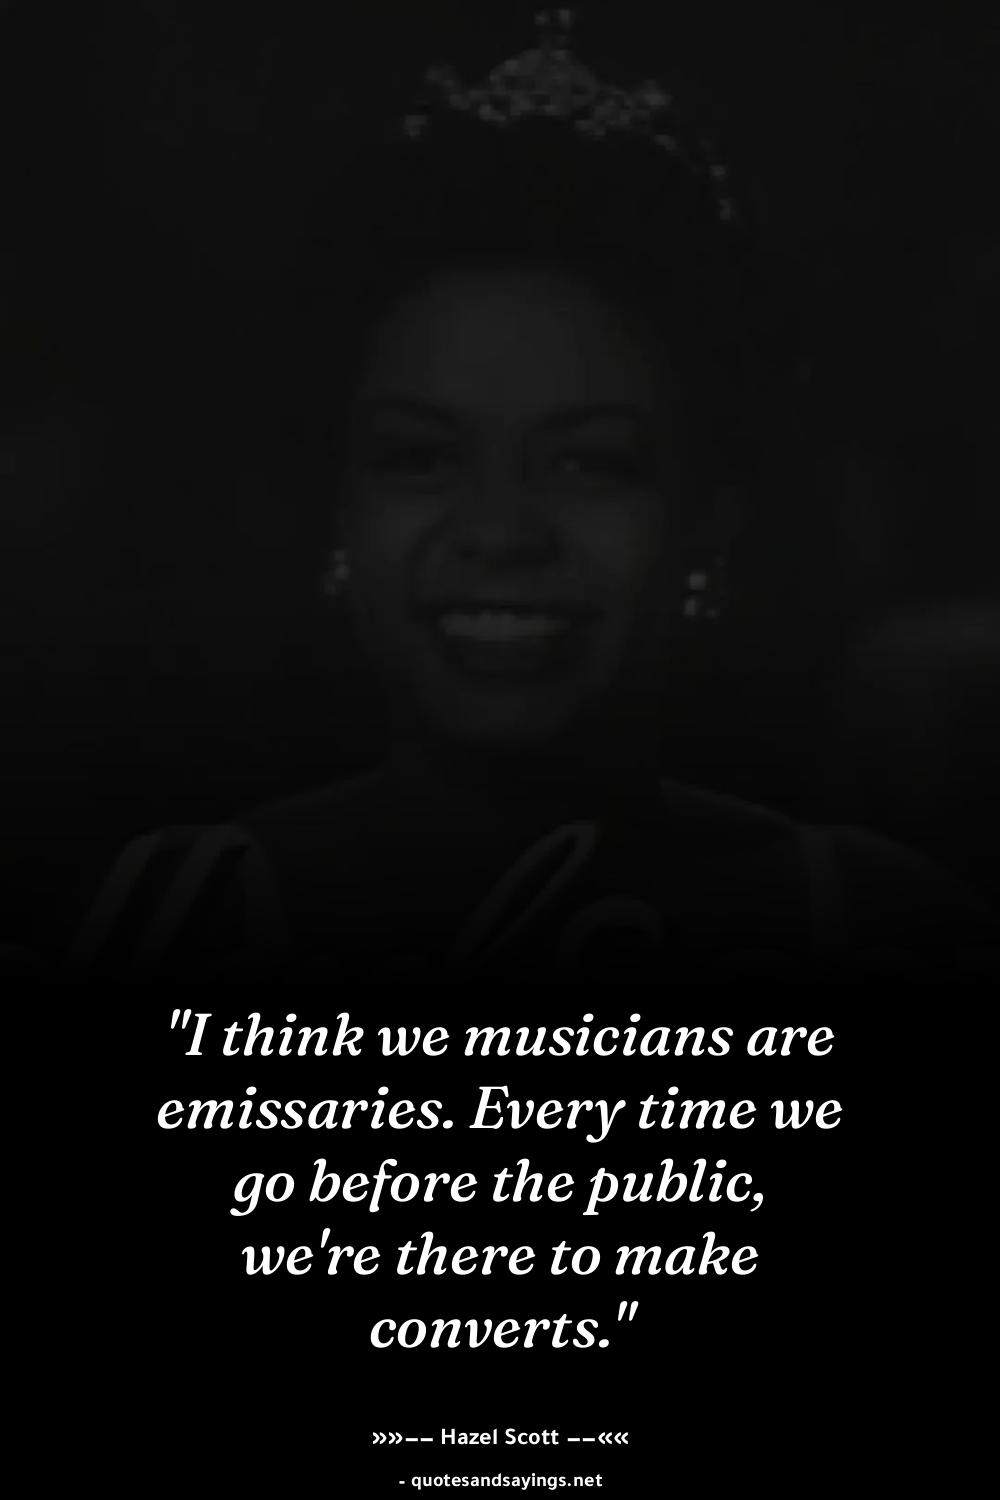 "I think we musicians are
emissaries. Every time we
go before the public,
we're there to make
converts."
»»−− Hazel Scott −−««
- quotesandsayings.net